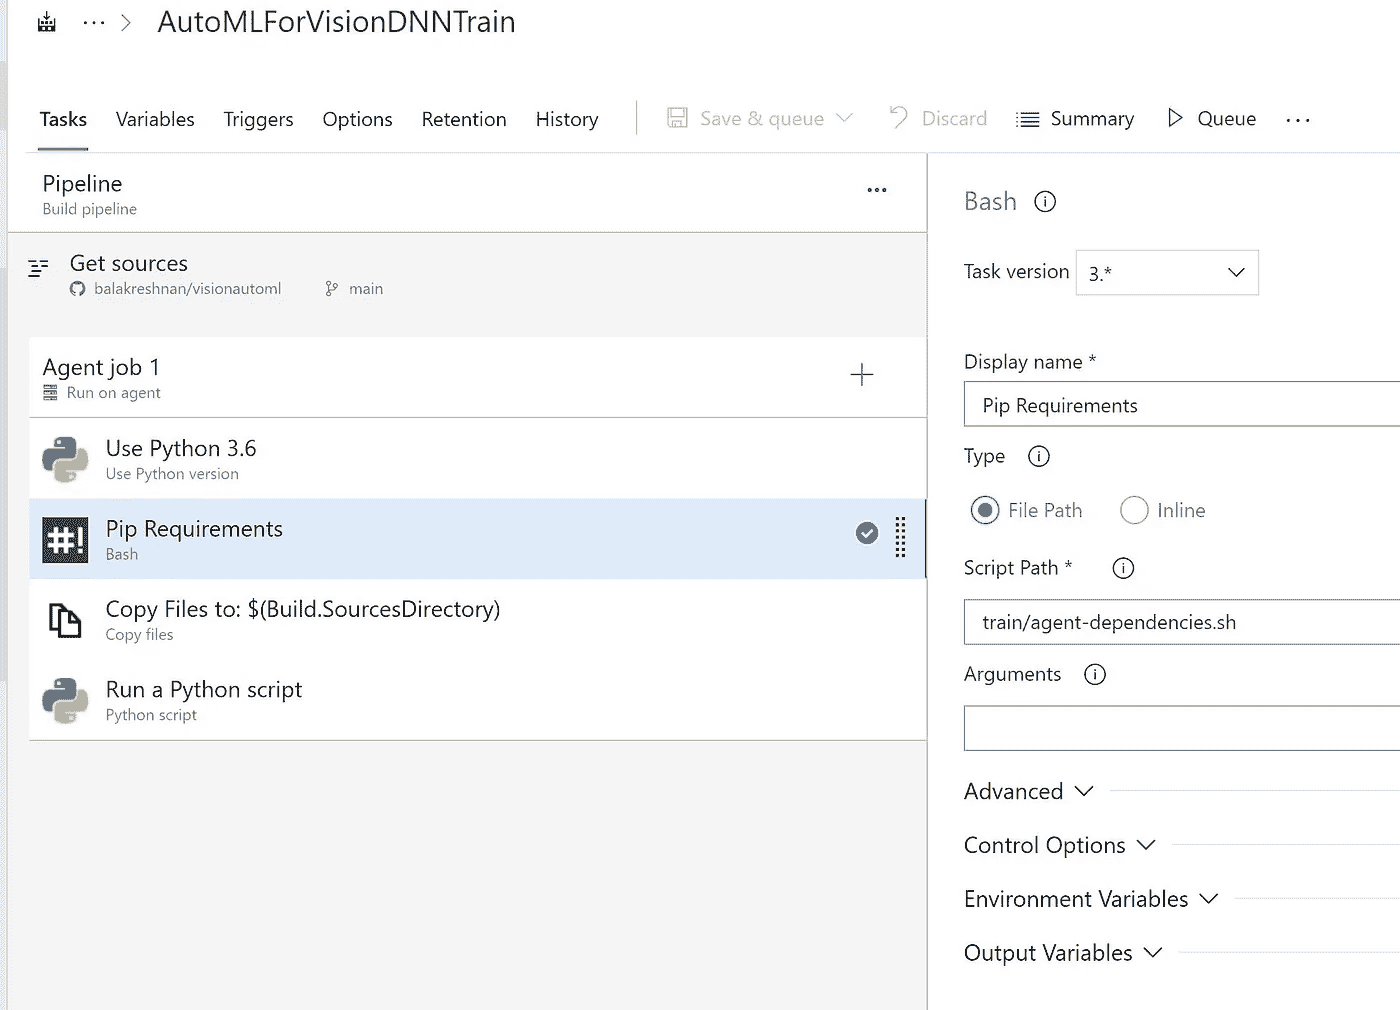 AutoMLForVisionDNNTrain
Tasks Variables Triggers Options Retention History Save & queue Discard Summary Queue
Pipeline
Build pipeline
Get sources
balakreshnan/visionautoml main
Agent job 1
Run on agent
Use Python 3.6
Use Python version
Pip Requirements
Bash
Copy Files to: $(Build.SourcesDirectory)
Copy files
Run a Python script
Python script
Bash
Task version 3.*
Display name *
Pip Requirements
Type
File Path Inline
Script Path *
train/agent-dependencies.sh
Arguments
Advanced
Control Options
Environment Variables
Output Variables